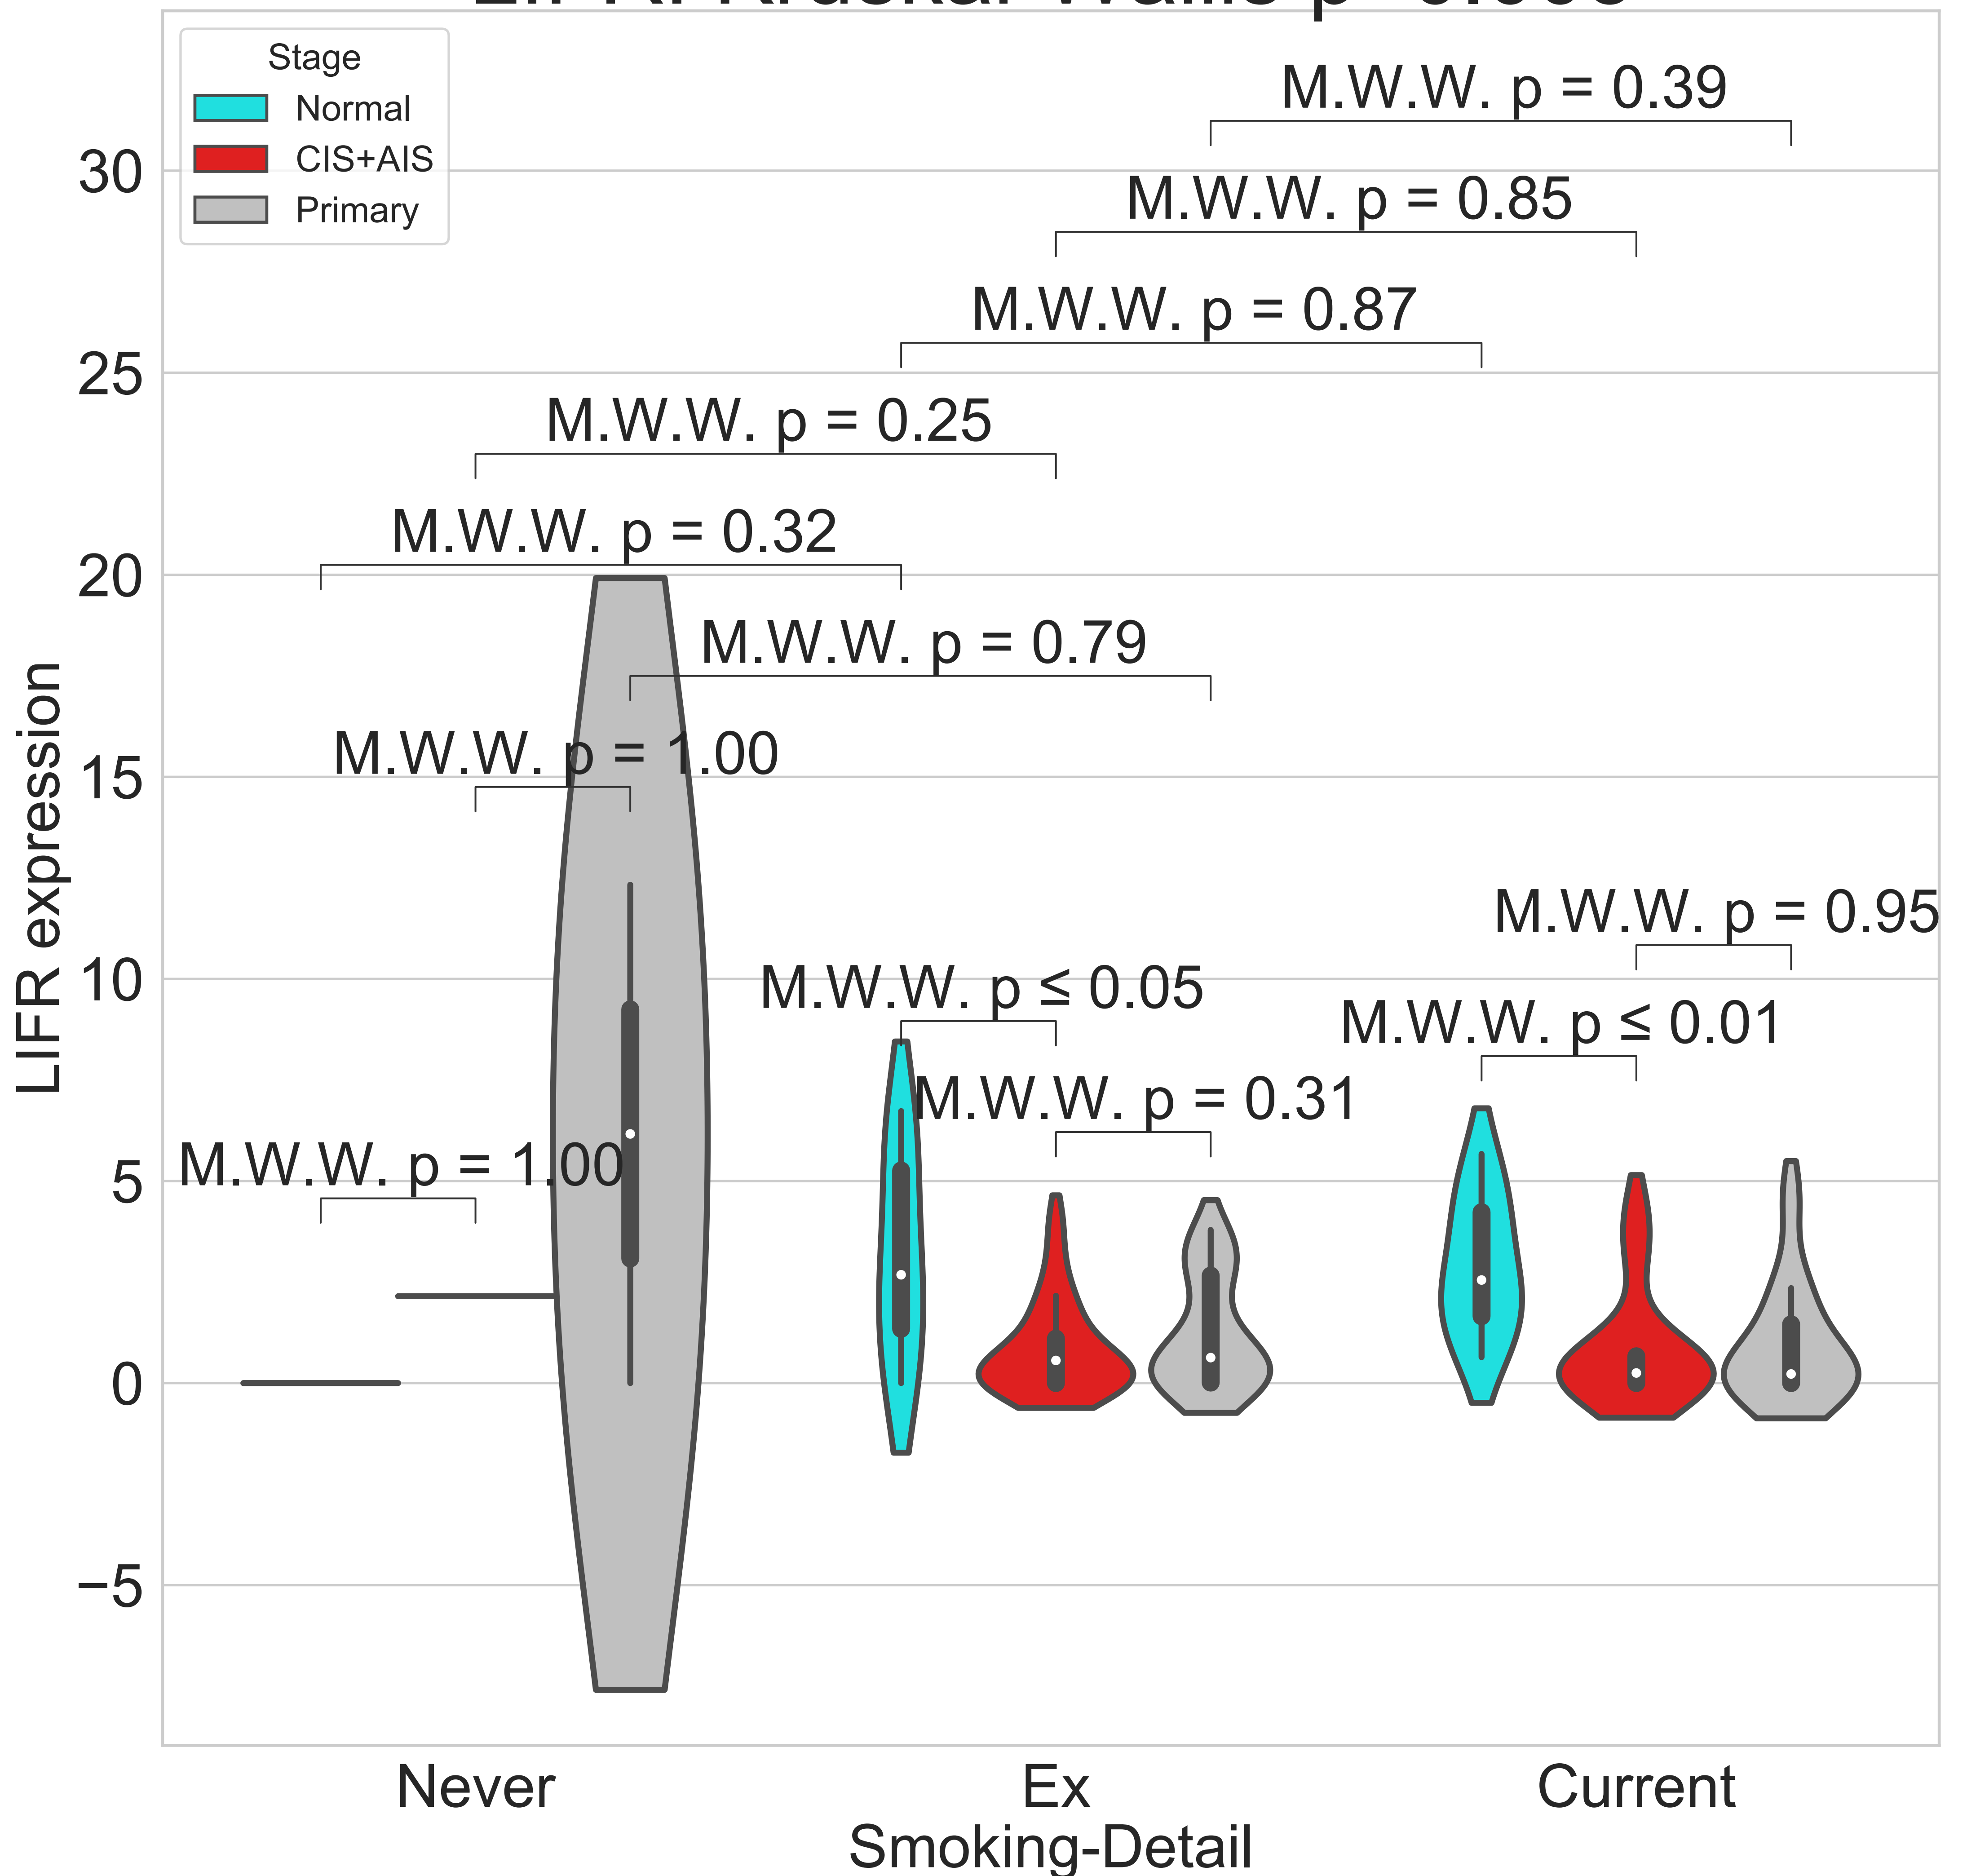 Stage
Normal
CIS+AIS
Primary
M.W.W. p = 0.39
M.W.W. p = 0.85
M.W.W. p = 0.87
M.W.W. p = 0.25
M.W.W. p = 0.32
M.W.W. p = 0.79
M.W.W. p = 1.00
M.W.W. p = 0.95
M.W.W. p ≤ 0.05
M.W.W. p ≤ 0.01
M.W.W. p = 0.31
M.W.W. p = 1.00
30
25
20
15
10
5
0
−5
LIFR expression
Never
Ex
Current
Smoking-Detail